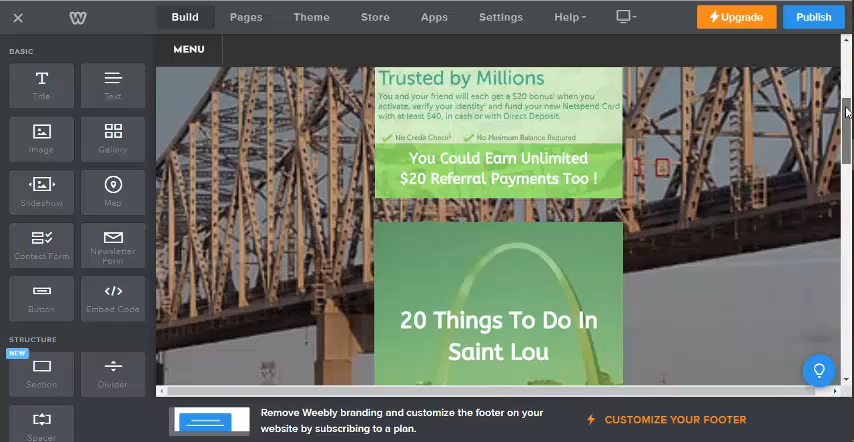 Build Pages Theme Store Apps Settings Help Upgrade Publish
MENU
BASIC
Title Text
Image Gallery
Slideshow Map
Contact Form Newsletter Form
Button Embed Code
STRUCTURE
NEW
Section Divider
Spacer
Trusted by Millions
You and your friend will each get a $20 bonus! when you
activate, verify your identity² and fund your new Netspend Card
with at least $40, in cash or with Direct Deposit.
No Credit Check No Minimum Balance Required
You Could Earn Unlimited
$20 Referral Payments Too !
20 Things To Do In
Saint Lou
Remove Weebly branding and customize the footer on your
website by subscribing to a plan.
CUSTOMIZE YOUR FOOTER